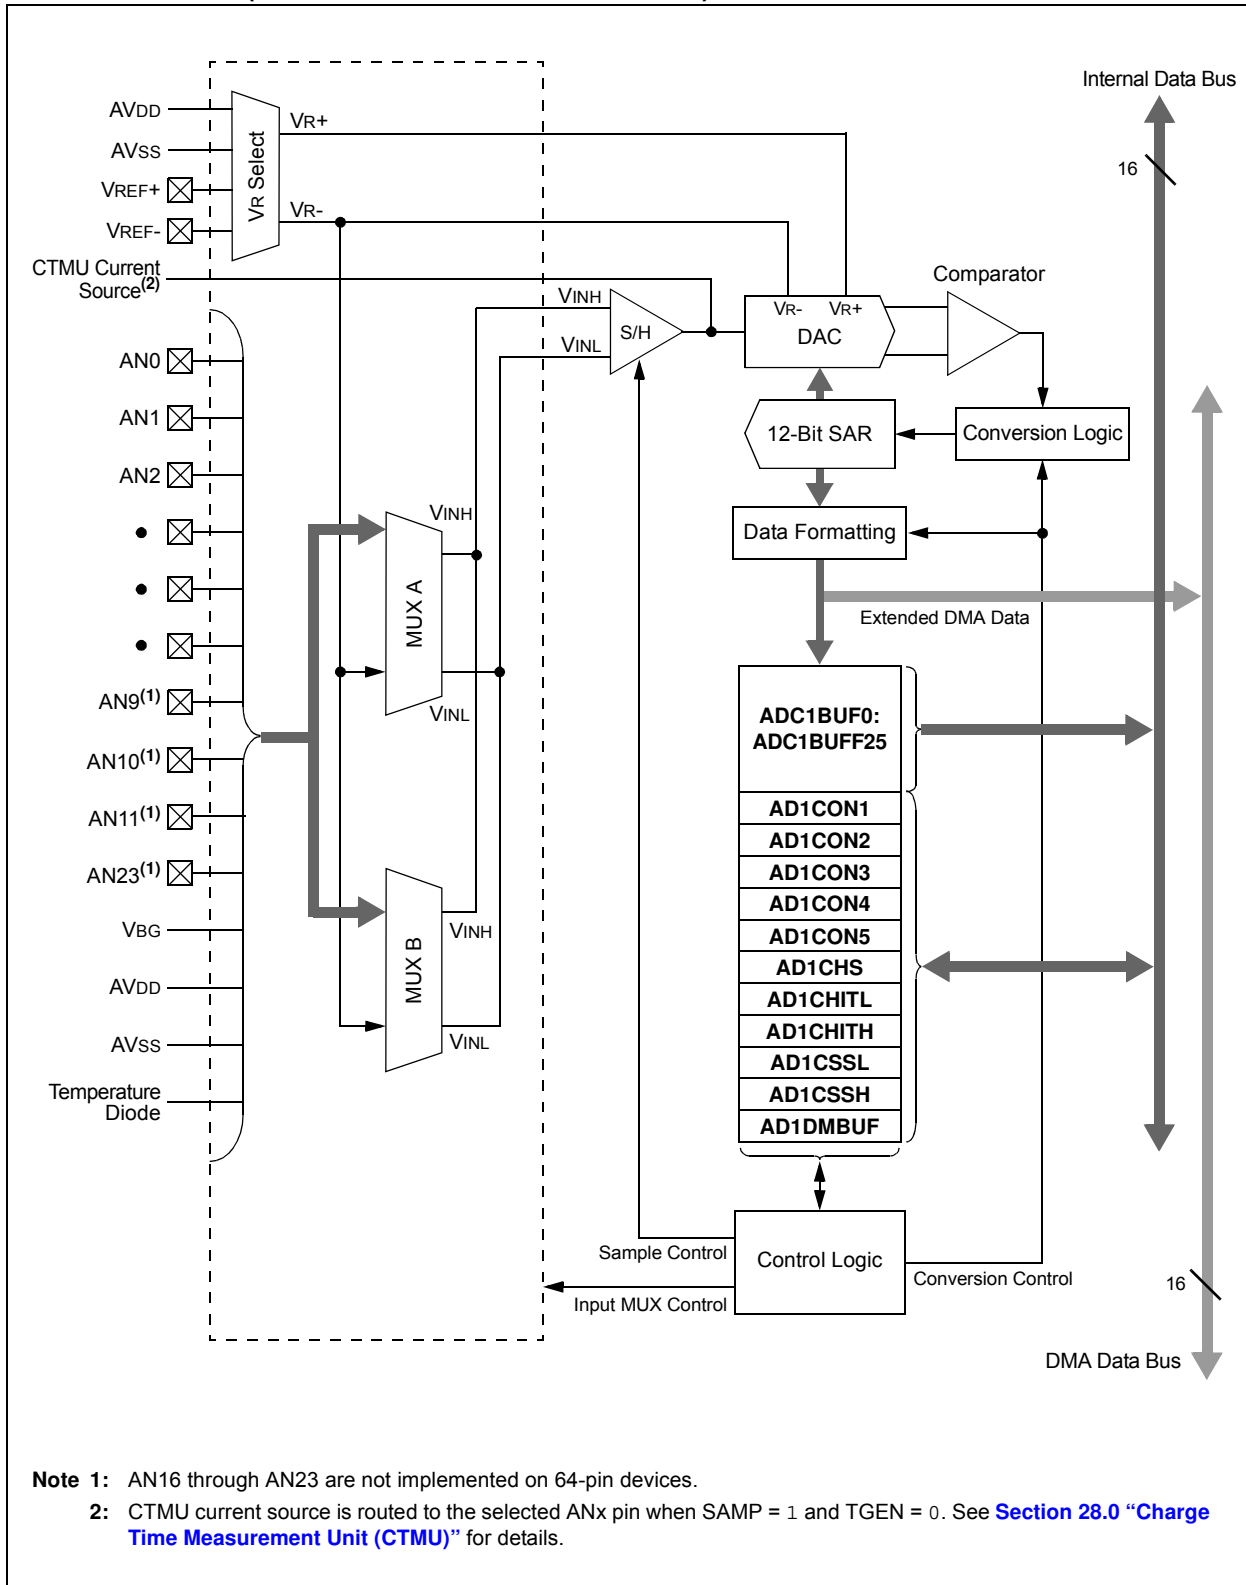 Internal Data Bus
AVDD
AVSS
VREF+
VREF-
VR Select
VR+
VR-
16
CTMU Current
Source(2)
Comparator
VINH
VINL
S/H
VR- VR+
DAC
AN0
AN1
AN2
12-Bit SAR
Conversion Logic
VINH
MUX A
VINL
Data Formatting
Extended DMA Data
AN9(1)
AN10(1)
AN11(1)
AN23(1)
VBG
AVDD
AVSS
Temperature
Diode
ADC1BUF0:
ADC1BUFF25
AD1CON1
AD1CON2
AD1CON3
AD1CON4
AD1CON5
AD1CHS
AD1CHITL
AD1CHITH
AD1CSSL
AD1CSSH
AD1DMBUF
VINH
MUX B
VINL
Sample Control
Control Logic
Conversion Control
Input MUX Control
16
DMA Data Bus
Note 1: AN16 through AN23 are not implemented on 64-pin devices.
2: CTMU current source is routed to the selected ANx pin when SAMP = 1 and TGEN = 0. See Section 28.0 “Charge
Time Measurement Unit (CTMU)” for details.